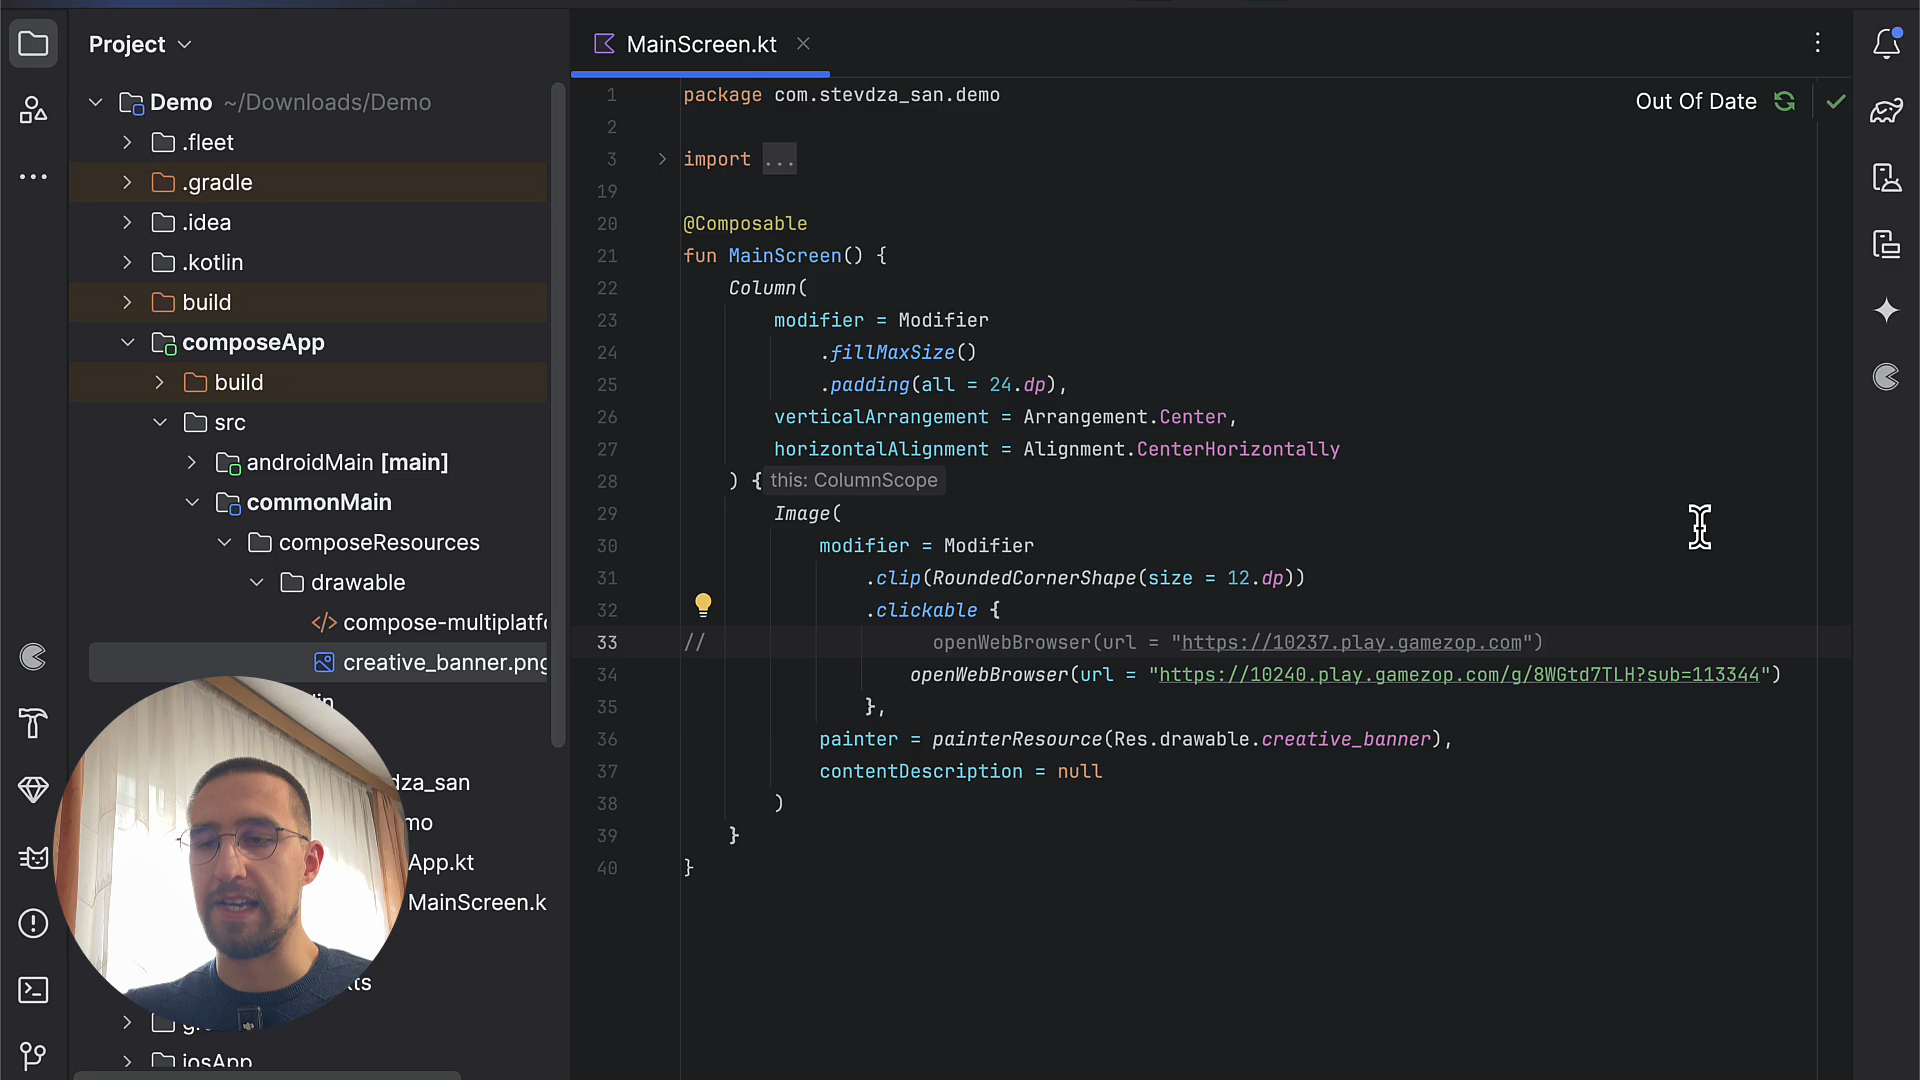 Project
Demo ~/Downloads/Demo
.fleet
.gradle
.idea
.kotlin
build
composeApp
build
src
androidMain [main]
commonMain
composeResources
drawable
compose-multiplatf
creative_banner.png
dza_san
mo
App.kt
MainScreen.k
kts
iosApp
MainScreen.kt
Out Of Date
1 package com.stevdza_san.demo
2
3 import ...
19
20 @Composable
21 fun MainScreen() {
22 Column(
23 modifier = Modifier
24 .fillMaxSize()
25 .padding(all = 24.dp),
26 verticalArrangement = Arrangement.Center,
27 horizontalAlignment = Alignment.CenterHorizontally
28 ) { this: ColumnScope
29 Image(
30 modifier = Modifier
31 .clip(RoundedCornerShape(size = 12.dp))
32 .clickable {
33 // openWebBrowser(url = "https://10237.play.gamezop.com")
34 openWebBrowser(url = "https://10240.play.gamezop.com/g/8WGtd7TLH?sub=113344")
35 },
36 painter = painterResource(Res.drawable.creative_banner),
37 contentDescription = null
38 )
39 }
40 }